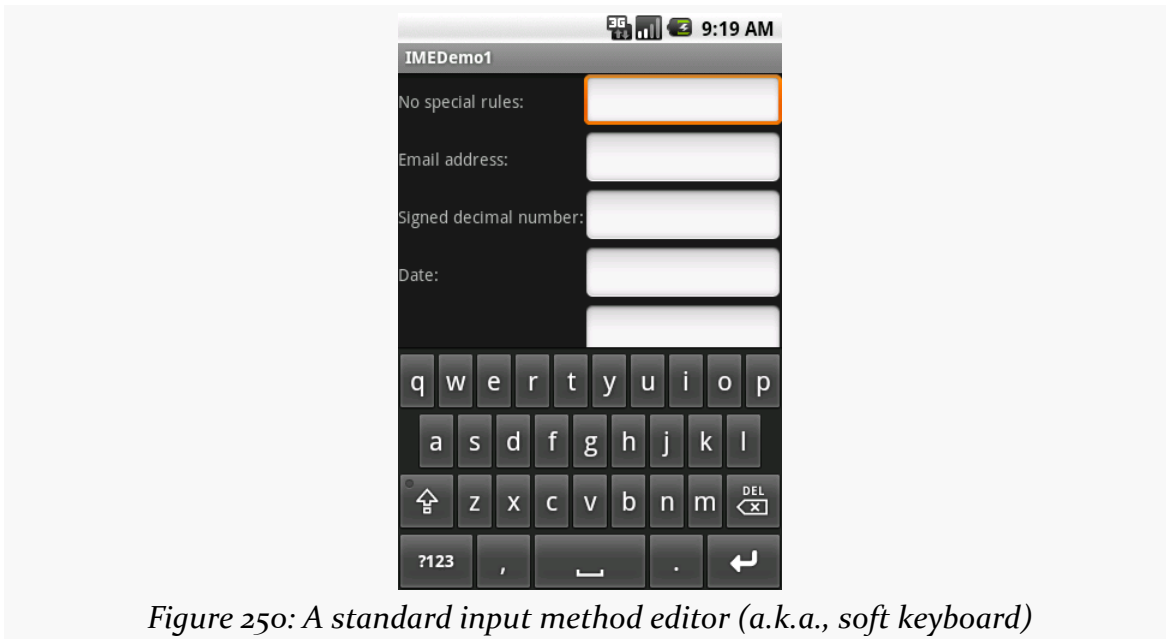 3G 9:19 AM
IMEDemo1
No special rules:
Email address:
Signed decimal number:
Date:
q w e r t y u i o p
a s d f g h j k l
z x c v b n m DEL
?123 , .
Figure 250: A standard input method editor (a.k.a., soft keyboard)